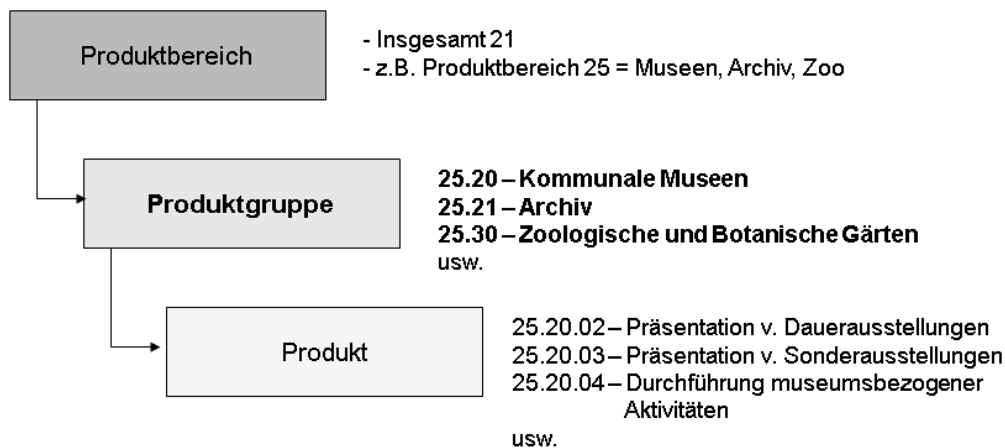 Produktbereich
- Insgesamt 21
- z.B. Produktbereich 25 = Museen, Archiv, Zoo
Produktgruppe
25.20 – Kommunale Museen
25.21 – Archiv
25.30 – Zoologische und Botanische Gärten
usw.
Produkt
25.20.02 – Präsentation v. Dauerausstellungen
25.20.03 – Präsentation v. Sonderausstellungen
25.20.04 – Durchführung museumsbezogener
Aktivitäten
usw.